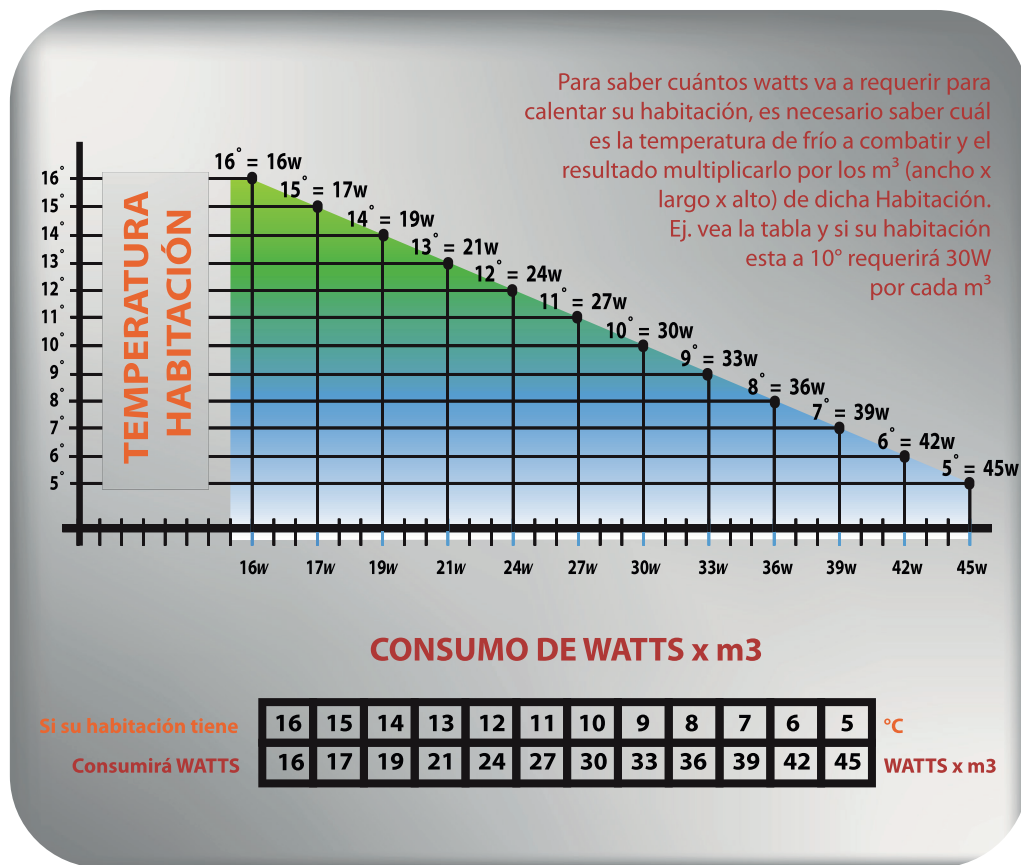 Para saber cuántos watts va a requerir para
calentar su habitación, es necesario saber cuál
es la temperatura de frío a combatir y el
resultado multiplicarlo por los m³ (ancho x
largo x alto) de dicha Habitación.
Ej. vea la tabla y si su habitación
esta a 10° requerirá 30W
por cada m³
16° = 16w
15° = 17w
14° = 19w
13° = 21w
12° = 24w
11° = 27w
10° = 30w
9° = 33w
8° = 36w
7° = 39w
6° = 42w
5° = 45w
16°
15°
14°
13°
12°
11°
10°
9°
8°
7°
6°
5°
TEMPERATURA
HABITACIÓN
16w 17w 19w 21w 24w 27w 30w 33w 36w 39w 42w 45w
CONSUMO DE WATTS x m3
Si su habitación tiene 16 15 14 13 12 11 10 9 8 7 6 5 °C
Consumirá WATTS 16 17 19 21 24 27 30 33 36 39 42 45 WATTS x m3